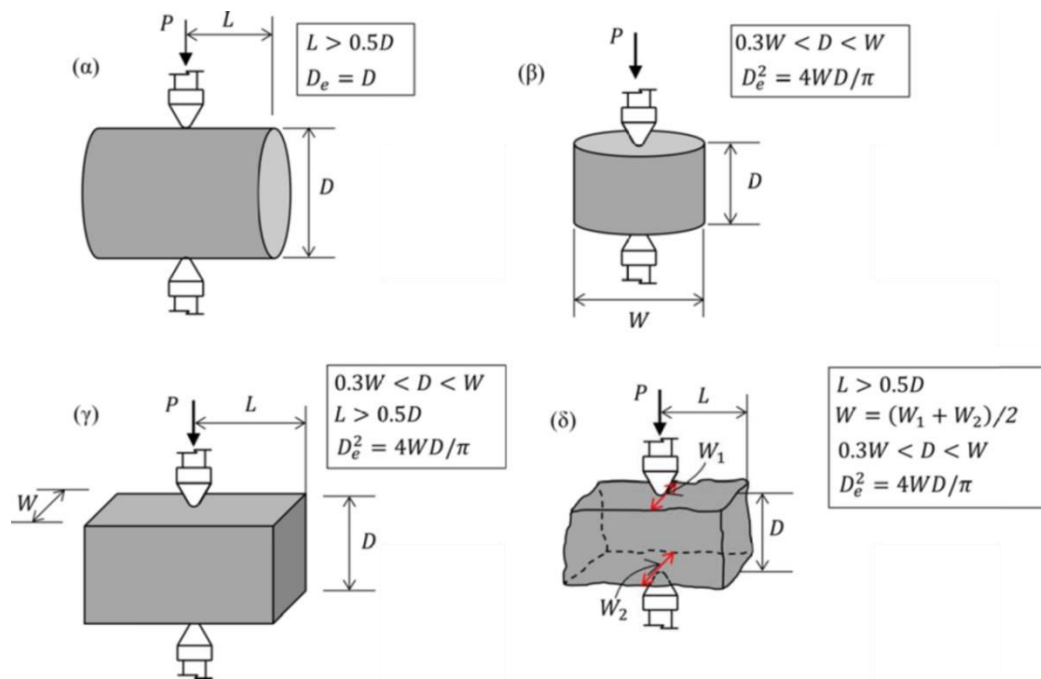 (α)
P
L
L > 0.5D
D_e = D
D
(β)
P
0.3W < D < W
D_e^2 = 4WD/π
D
W
(γ)
P
L
0.3W < D < W
L > 0.5D
D_e^2 = 4WD/π
W
D
(δ)
P
L
L > 0.5D
W = (W_1 + W_2)/2
0.3W < D < W
D_e^2 = 4WD/π
W_1
D
W_2